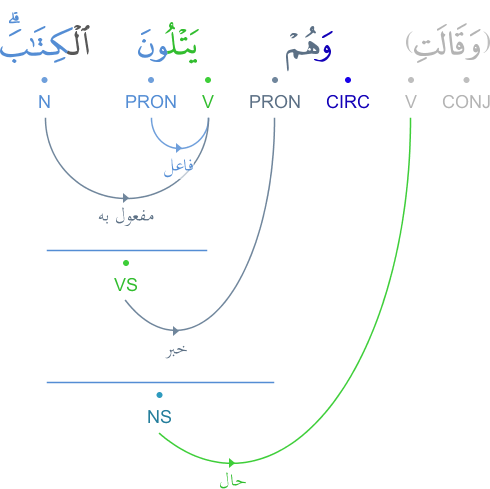 (وَقَالَتِ) وَهُمْ يَتْلُونَ ٱلْكِتَـٰبَ ۗ
CONJ V CIRC PRON V PRON N
فاعل
مفعول به
VS
خبر
NS
حال